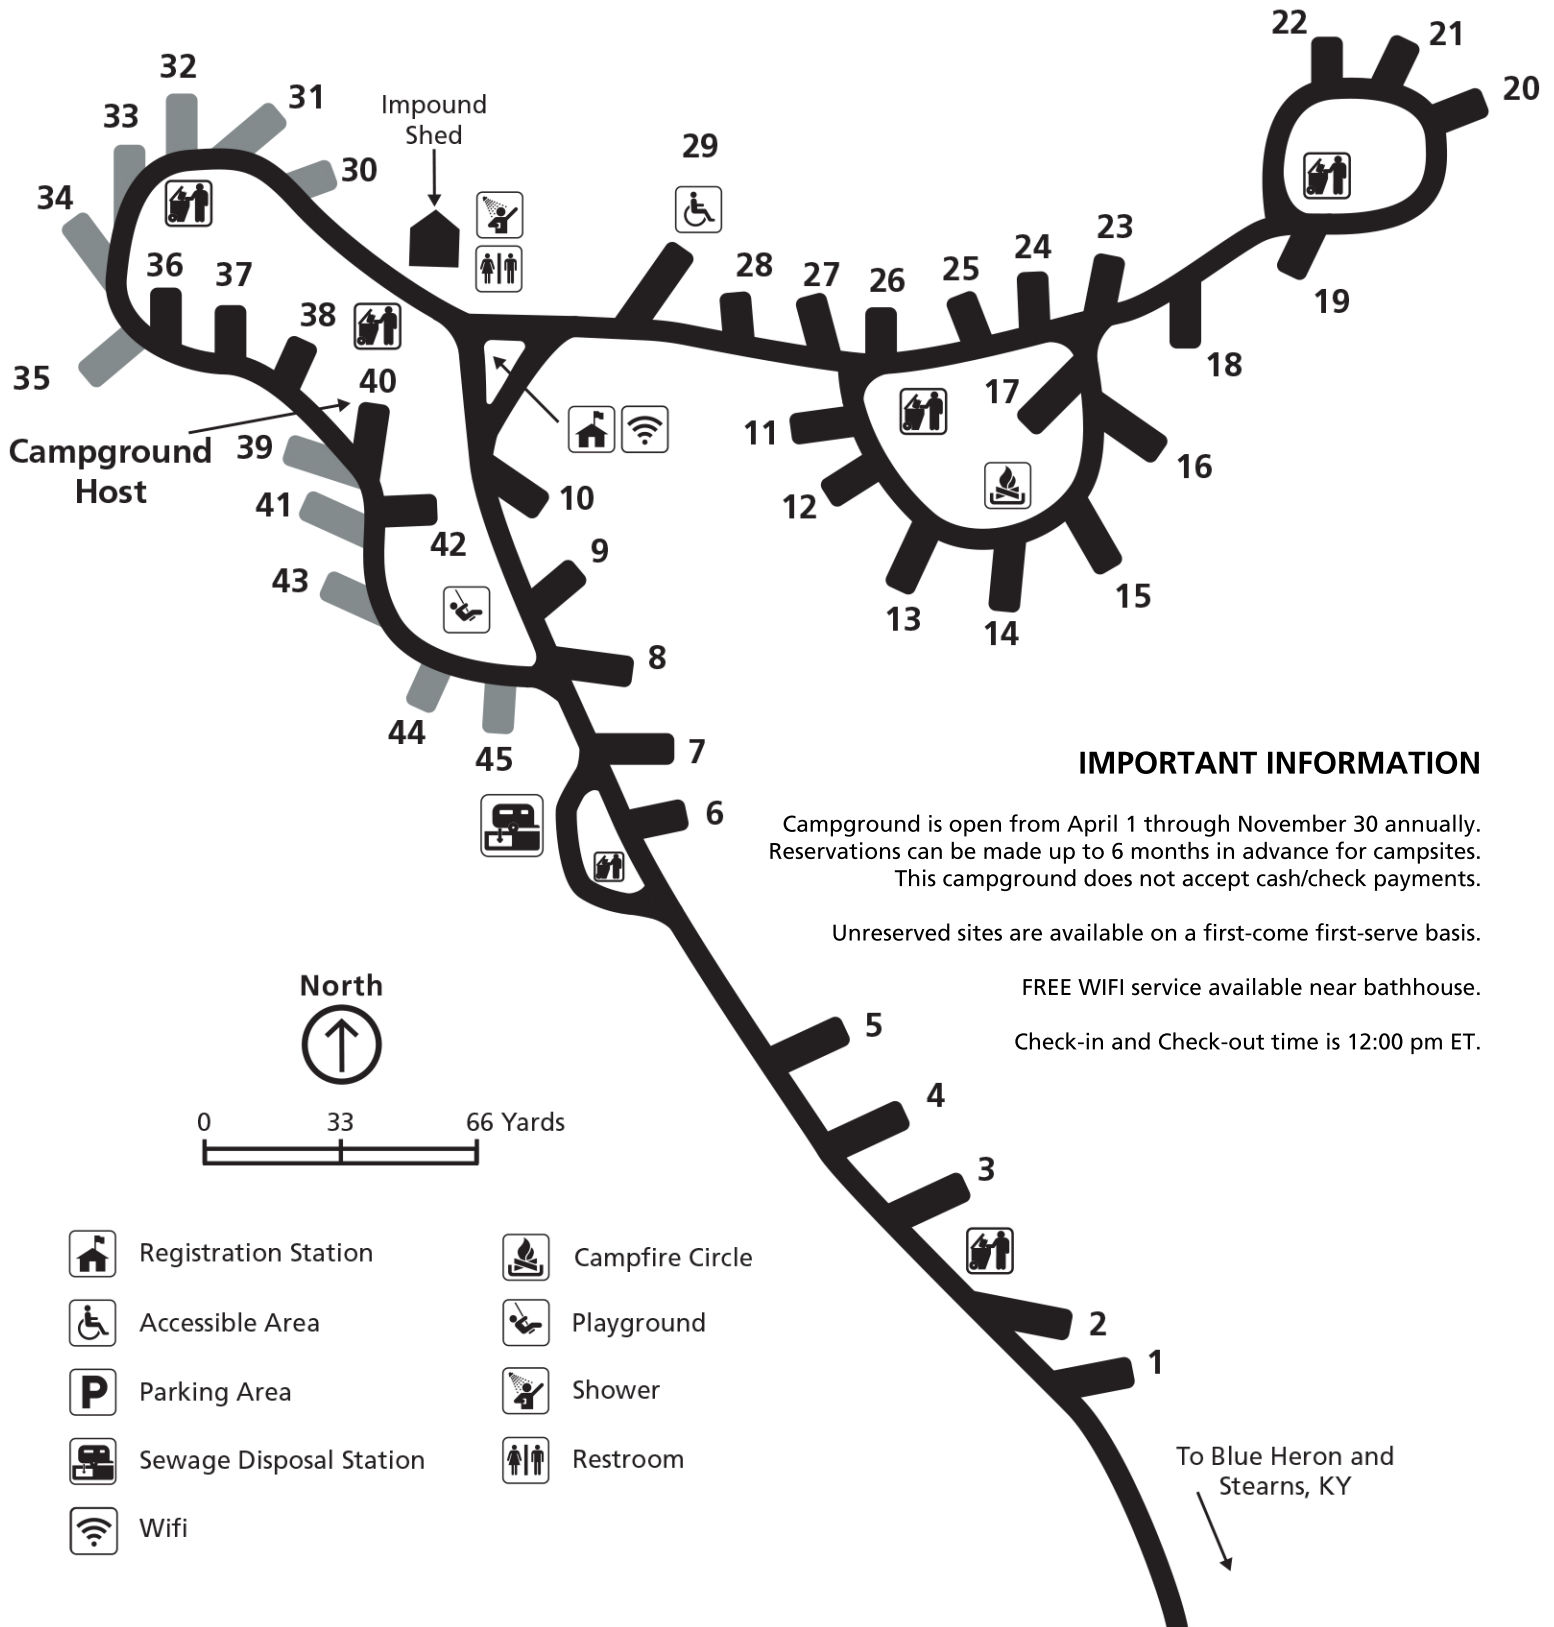 22
21
20
32
31
33
Impound
Shed
29
30
34
23
24
36
37
28
27
26
25
19
38
18
35
40
17
Campground
Host
39
11
16
41
10
12
42
9
43
15
13
14
8
44
45
7
6
IMPORTANT INFORMATION
Campground is open from April 1 through November 30 annually.
Reservations can be made up to 6 months in advance for campsites.
This campground does not accept cash/check payments.
Unreserved sites are available on a first-come first-serve basis.
FREE WIFI service available near bathhouse.
Check-in and Check-out time is 12:00 pm ET.
5
4
3
2
1
North
0 33 66 Yards
Registration Station
Accessible Area
P
Parking Area
Sewage Disposal Station
Wifi
Campfire Circle
Playground
Shower
Restroom
To Blue Heron and
Stearns, KY